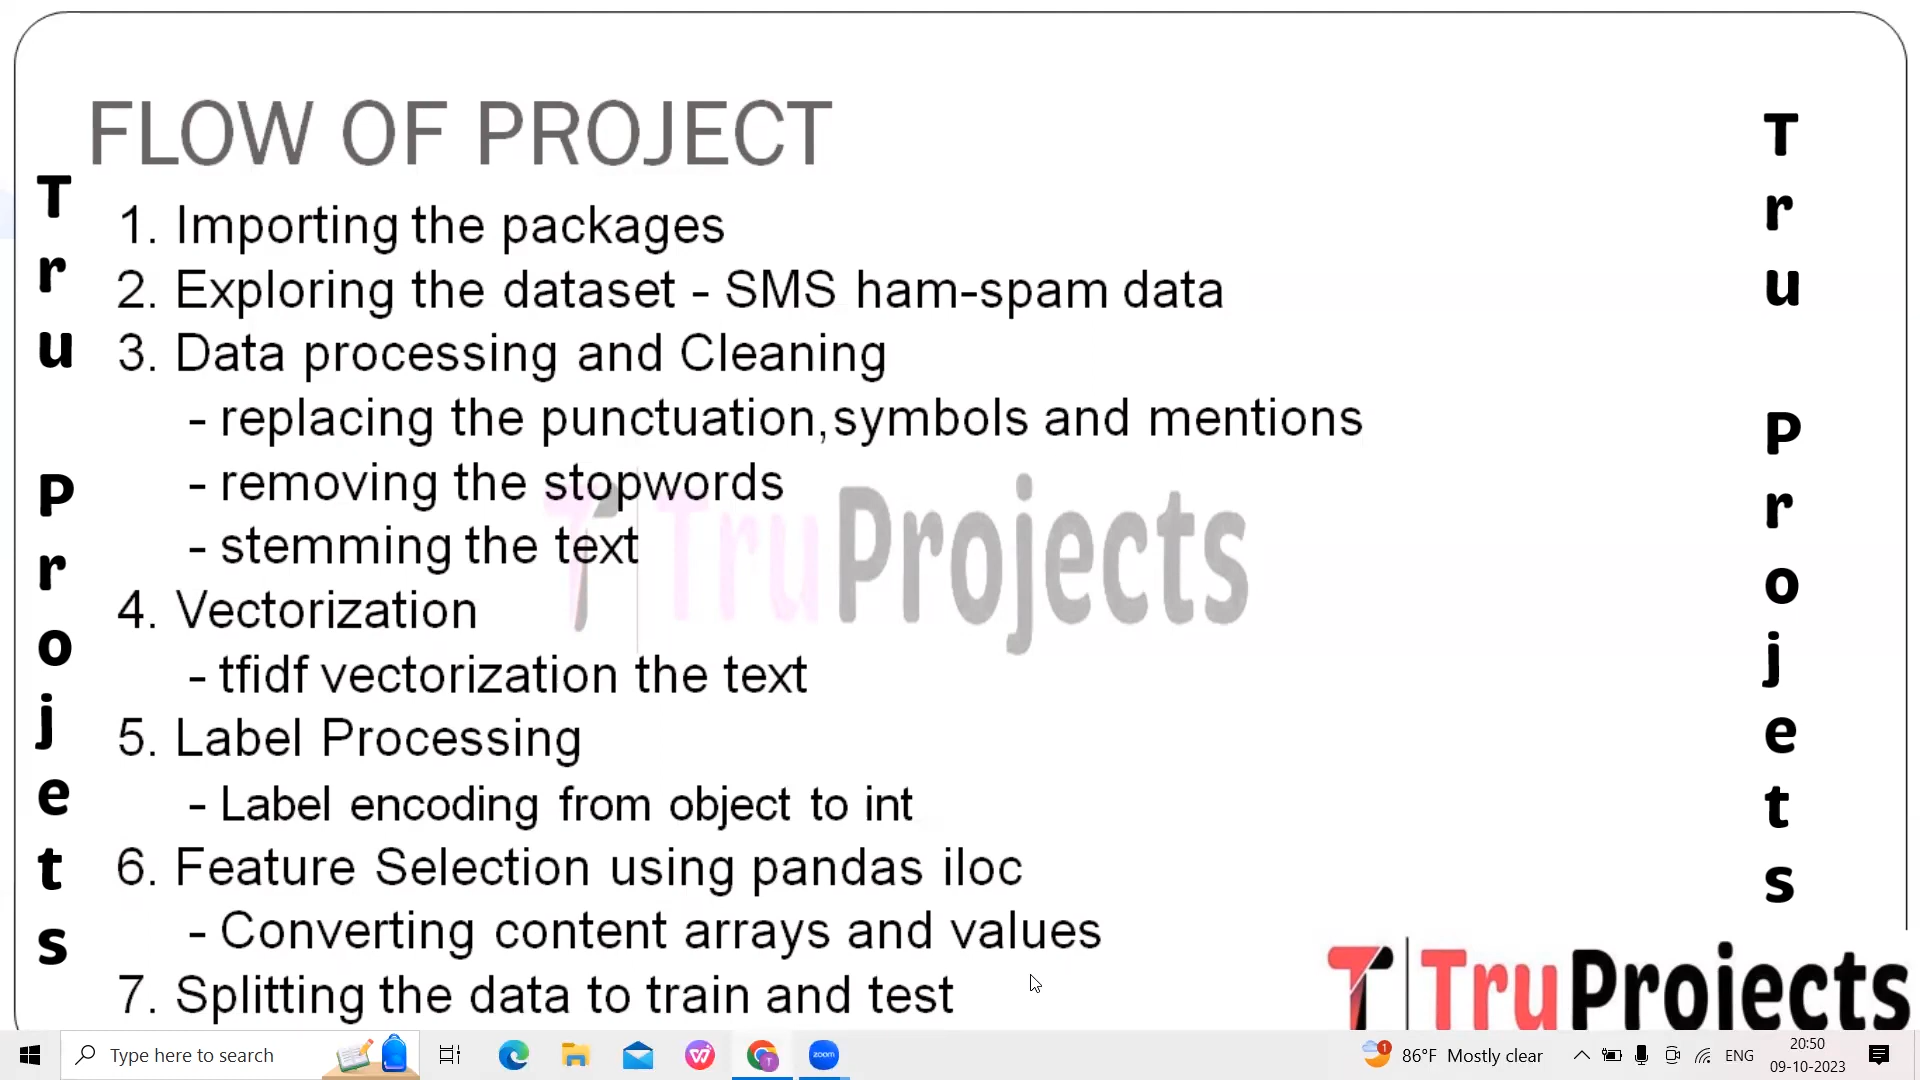 FLOW OF PROJECT
1. Importing the packages
2. Exploring the dataset - SMS ham-spam data
3. Data processing and Cleaning
- replacing the punctuation,symbols and mentions
- removing the stopwords
- stemming the text
4. Vectorization
- tfidf vectorization the text
5. Label Processing
- Label encoding from object to int
6. Feature Selection using pandas iloc
- Converting content arrays and values
7. Splitting the data to train and test
Tru Projets
Tru Projets
TruProjects
TruProjects
Type here to search
zoom
1
86°F Mostly clear
ENG
20:50
09-10-2023